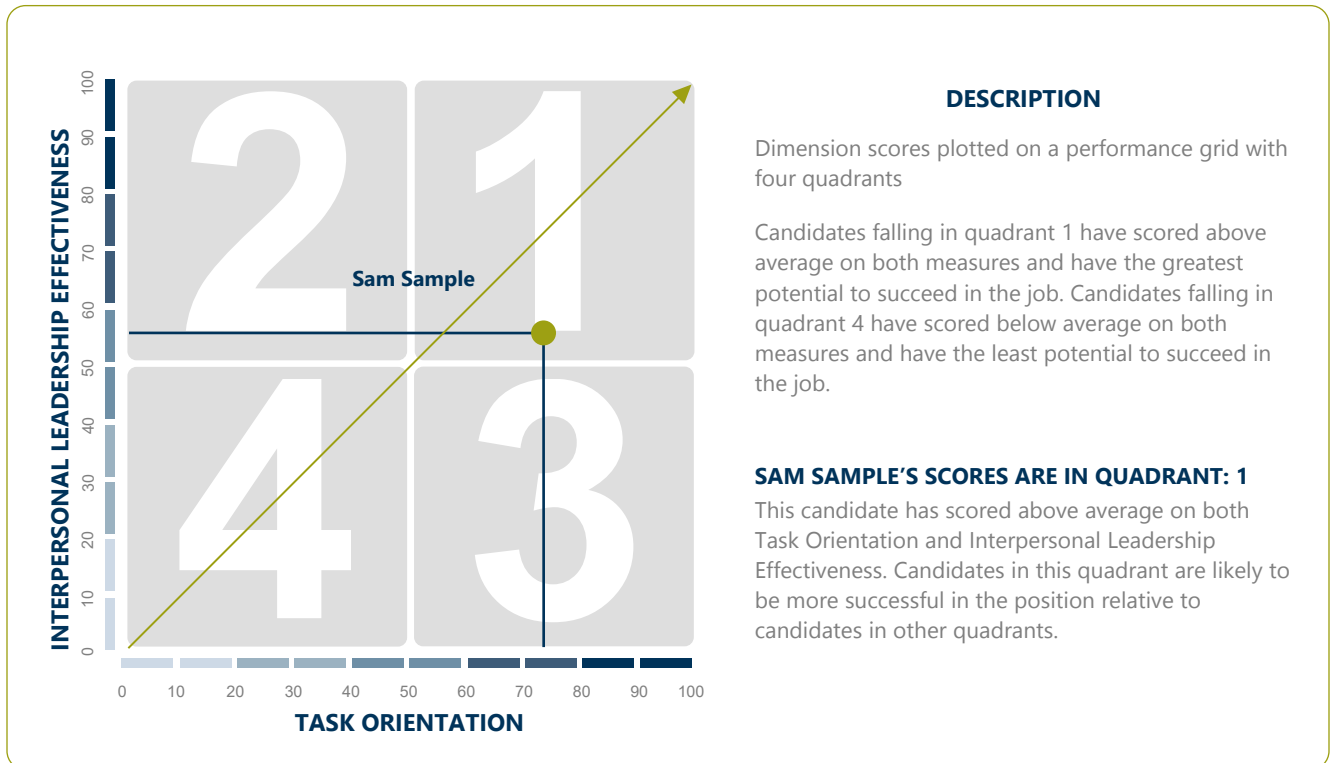 INTERPERSONAL LEADERSHIP EFFECTIVENESS
100
90
80
70
60
50
40
30
20
10
0
2
1
Sam Sample
4
3
0 10 20 30 40 50 60 70 80 90 100
TASK ORIENTATION
DESCRIPTION
Dimension scores plotted on a performance grid with
four quadrants
Candidates falling in quadrant 1 have scored above
average on both measures and have the greatest
potential to succeed in the job. Candidates falling in
quadrant 4 have scored below average on both
measures and have the least potential to succeed in
the job.
SAM SAMPLE’S SCORES ARE IN QUADRANT: 1
This candidate has scored above average on both
Task Orientation and Interpersonal Leadership
Effectiveness. Candidates in this quadrant are likely to
be more successful in the position relative to
candidates in other quadrants.